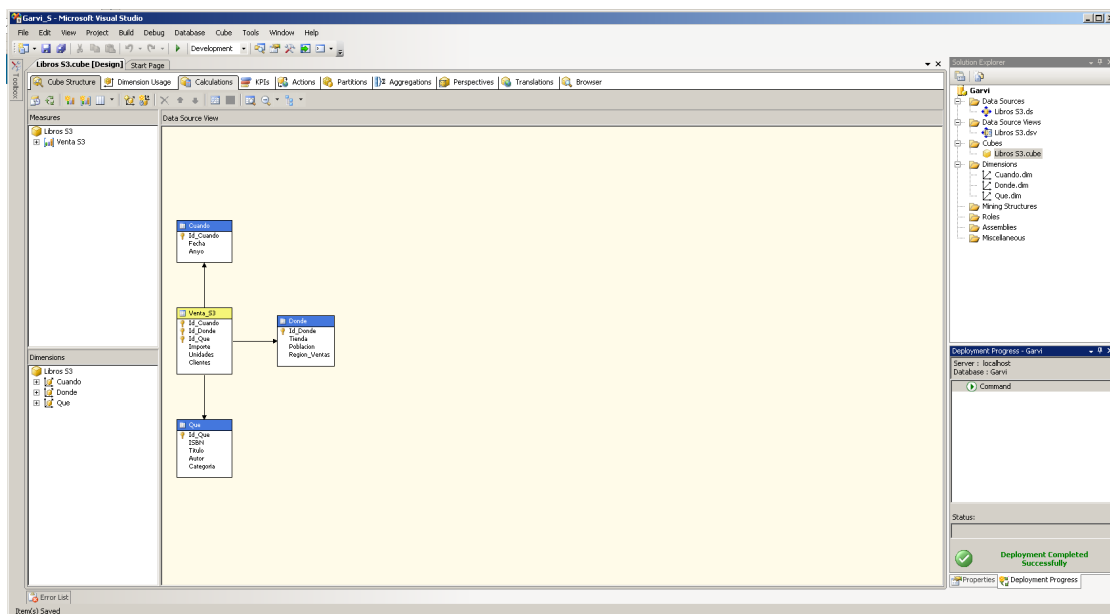 Garvi_S - Microsoft Visual Studio
File Edit View Project Build Debug Database Cube Tools Window Help
Development
Toolbox
Libros S3.cube [Design] Start Page
Cube Structure Dimension Usage Calculations KPIs Actions Partitions Aggregations Perspectives Translations Browser
Measures
Libros S3
Venta S3
Dimensions
Libros S3
Cuando
Donde
Que
Data Source View
Cuando
Id_Cuando
Fecha
Anyo
Venta_S3
Id_Cuando
Id_Donde
Id_Que
Importe
Unidades
Clientes
Donde
Id_Donde
Tienda
Poblacion
Region_Ventas
Que
Id_Que
ISBN
Titulo
Autor
Categoria
Solution Explorer
Garvi
Data Sources
Libros S3.ds
Data Source Views
Libros S3.dsv
Cubes
Libros S3.cube
Dimensions
Cuando.dim
Donde.dim
Que.dim
Mining Structures
Roles
Assemblies
Miscellaneous
Deployment Progress - Garvi
Server : localhost
Database : Garvi
Command
Status:
Deployment Completed
Successfully
Properties Deployment Progress
Error List
Item(s) Saved